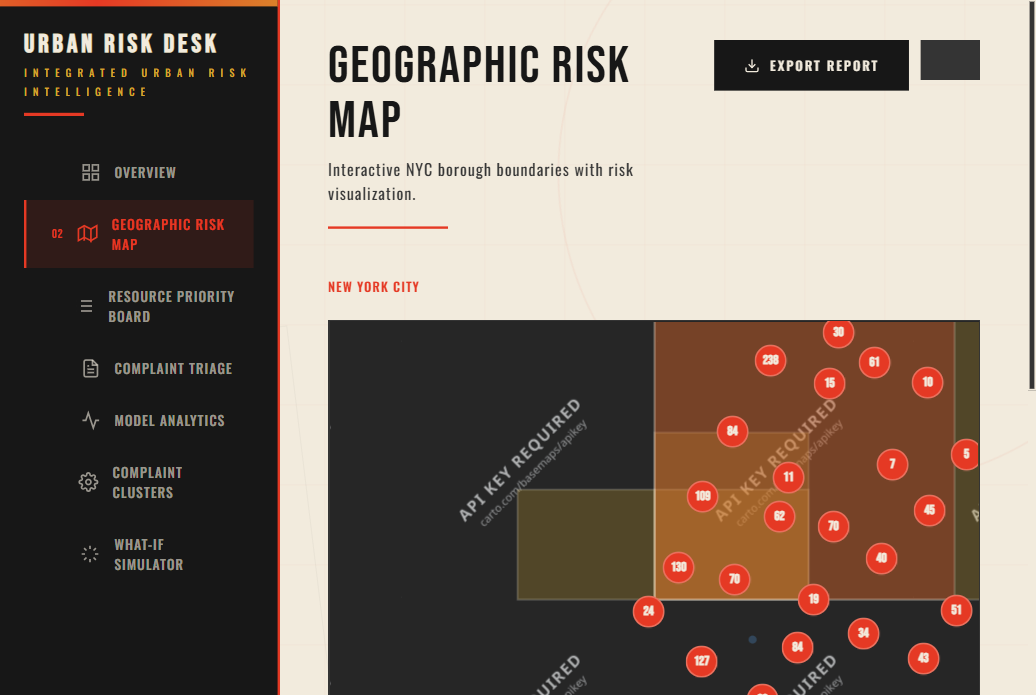 URBAN RISK DESK
INTEGRATED URBAN RISK
INTELLIGENCE
OVERVIEW
02
GEOGRAPHIC RISK
MAP
RESOURCE PRIORITY
BOARD
COMPLAINT TRIAGE
MODEL ANALYTICS
COMPLAINT
CLUSTERS
WHAT-IF
SIMULATOR
GEOGRAPHIC RISK
MAP
EXPORT REPORT
Interactive NYC borough boundaries with risk
visualization.
NEW YORK CITY
30
238
61
15
10
84
API KEY REQUIRED
carto.com/basemaps/apikey
API KEY REQUIRED
5
7
11
109
62
45
70
40
130
70
19
24
51
34
84
127
43